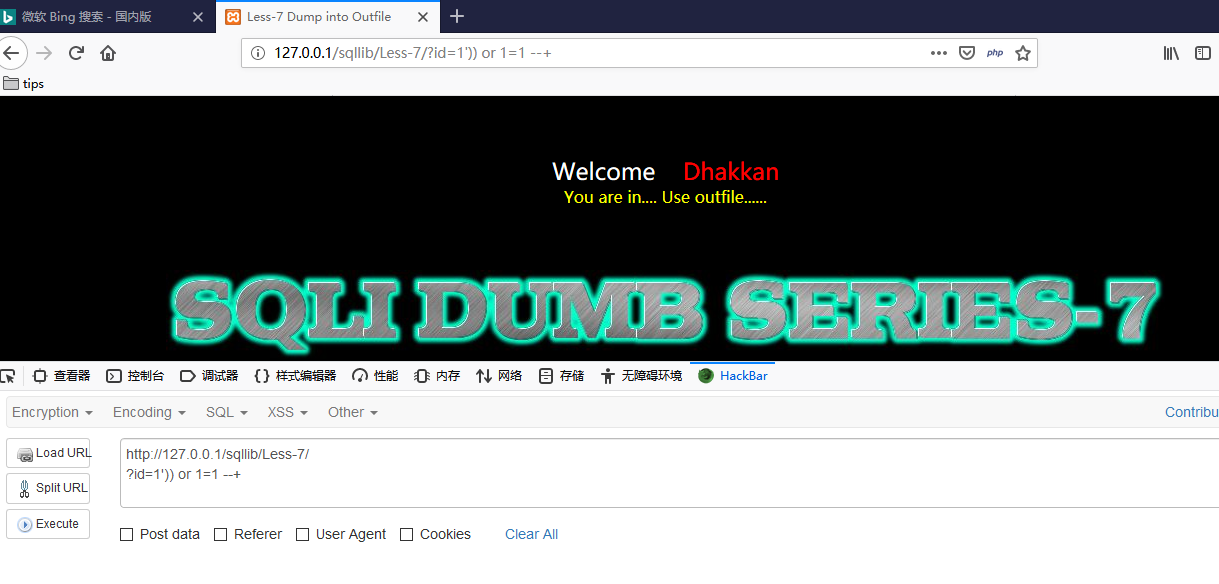 微软 Bing 搜索 - 国内版
Less-7 Dump into Outfile
127.0.0.1/sqllib/Less-7/?id=1')) or 1=1 --+
php
tips
Welcome Dhakkan
You are in.... Use outfile......
SQLI DUMB SERIES-7
查看器 控制台 调试器 {} 样式编辑器 性能 内存 网络 存储 无障碍环境 HackBar
Encryption Encoding SQL XSS Other Contribu
Load URL
Split URL
Execute
http://127.0.0.1/sqllib/Less-7/
?id=1')) or 1=1 --+
Post data Referer User Agent Cookies Clear All